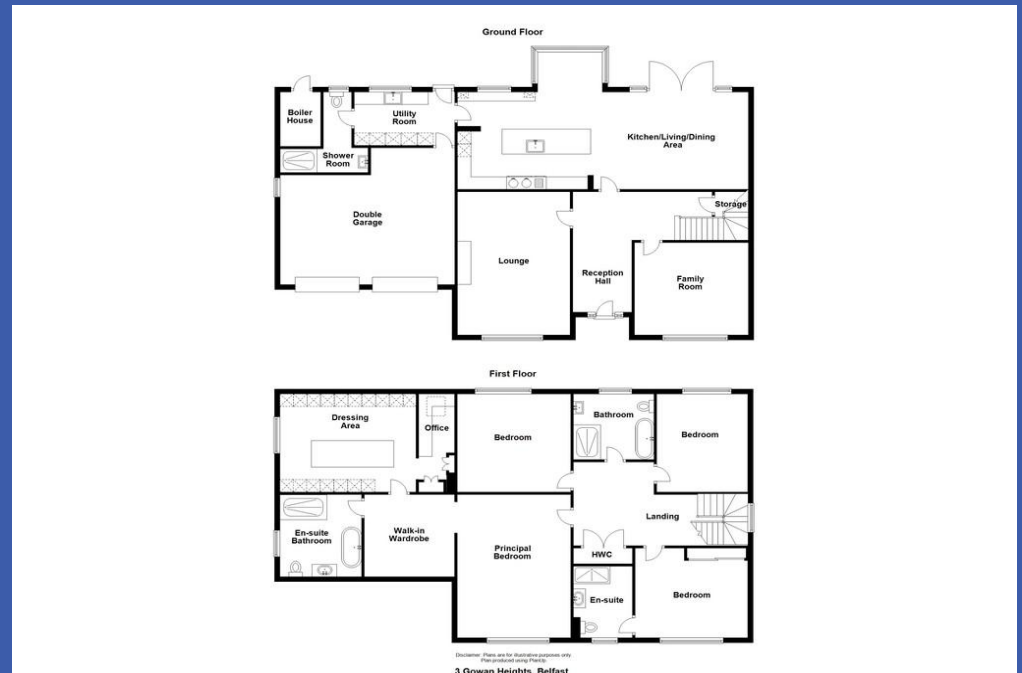 Ground Floor
Boiler
House
Utility
Room
Kitchen/Living/Dining
Area
Shower
Room
Storage
Double
Garage
Lounge
Reception
Hall
Family
Room
First Floor
Dressing
Area
Office
Bedroom
Bathroom
Bedroom
En-suite
Bathroom
Walk-in
Wardrobe
Principal
Bedroom
Landing
HWC
En-suite
Bedroom
Disclaimer: Plans are for illustrative purposes only
Plan produced using PlanUp.
3 Gowan Heights, Belfast